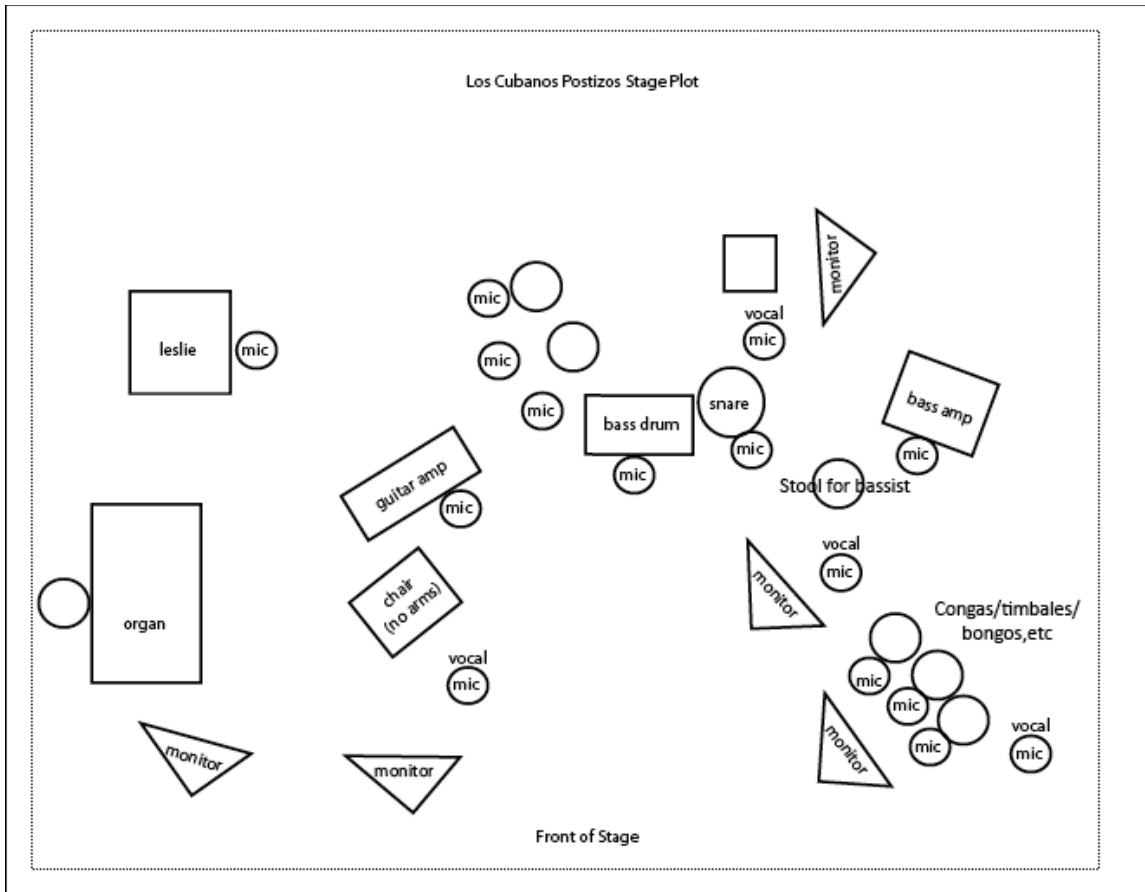 Los Cubanos Postizos Stage Plot
monitor
mic
vocal
mic
leslie
mic
mic
mic
snare
bass amp
bass drum
mic
mic
mic
guitar amp
mic
Stool for bassist
vocal
mic
monitor
chair
(no arms)
organ
Congas/timbales/
bongos,etc
vocal
mic
mic
mic
mic
vocal
mic
monitor
monitor
monitor
Front of Stage